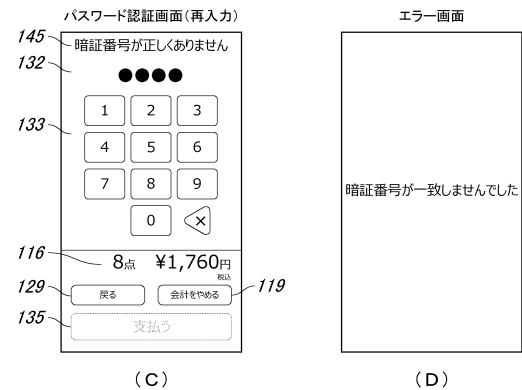 パスワード認証画面(再入力)
エラー画面
145
暗証番号が正しくありません
132
133
1 2 3
4 5 6
7 8 9
0 ×
暗証番号が一致しませんでした
116
8点 ¥1,760円
税込
129
戻る 会計をやめる
119
135
支払う
(C)
(D)